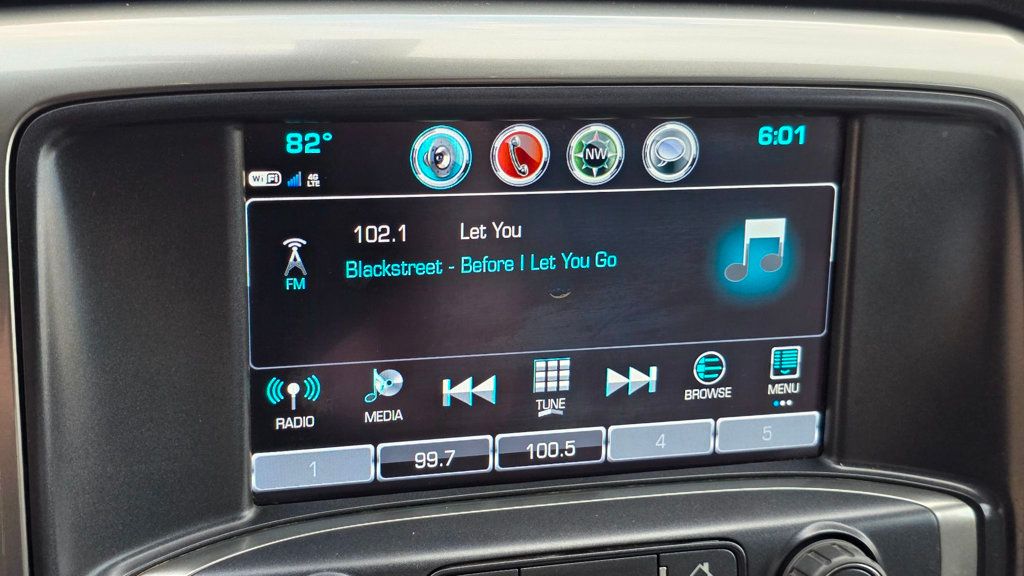 82° 6:01
WiFi 4G LTE NW
102.1 Let You
FM Blackstreet - Before I Let You Go
RADIO MEDIA TUNE BROWSE MENU
1 99.7 100.5 4 5